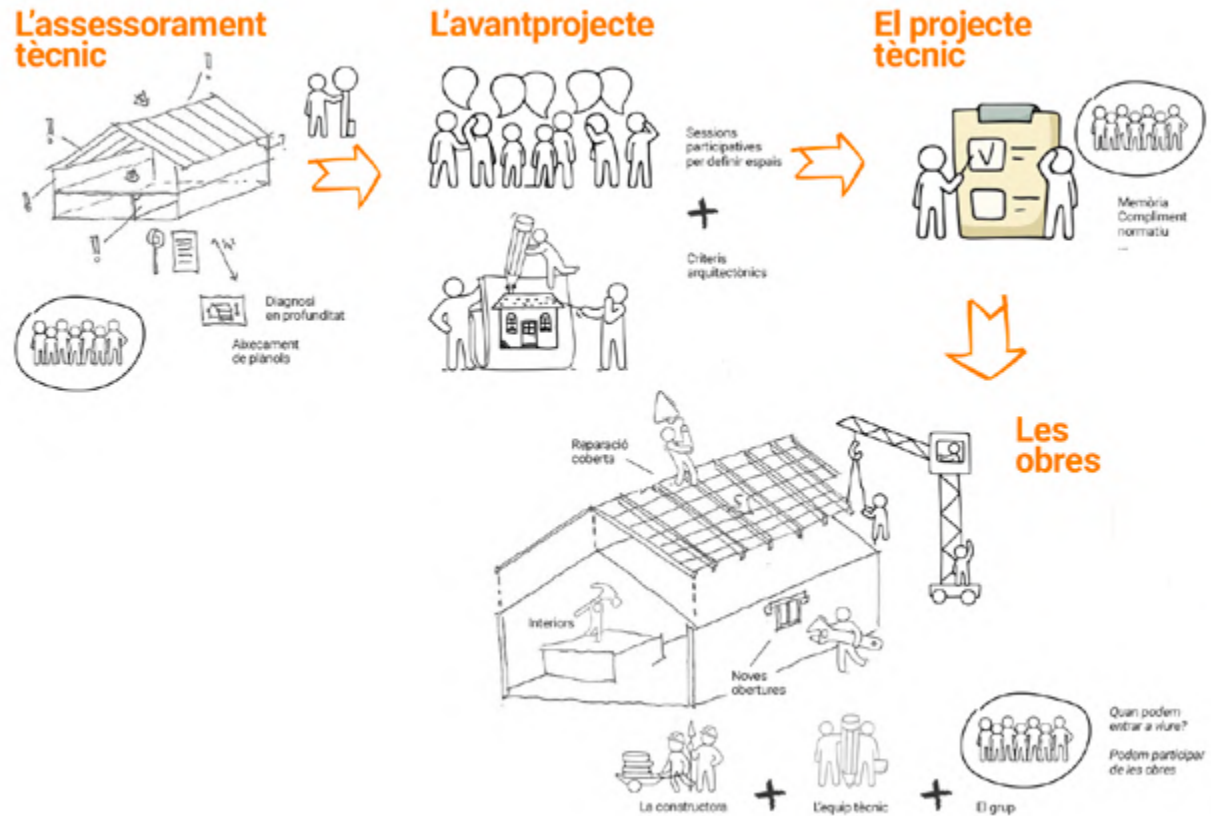 L'assessorament
tècnic
Diagnosi
en profunditat
Aixecament
de plànols
L'avantprojecte
Sessions
participatives
per definir espais
+
Criteris
arquitectònics
El projecte
tècnic
Memòria
Compliment
normatiu
...
Les
obres
Reparació
coberta
Interiors
Noves
obertures
La constructora
+
L'equip tècnic
+
El grup
Quan podem
entrar a viure?
Podem participar
de les obres